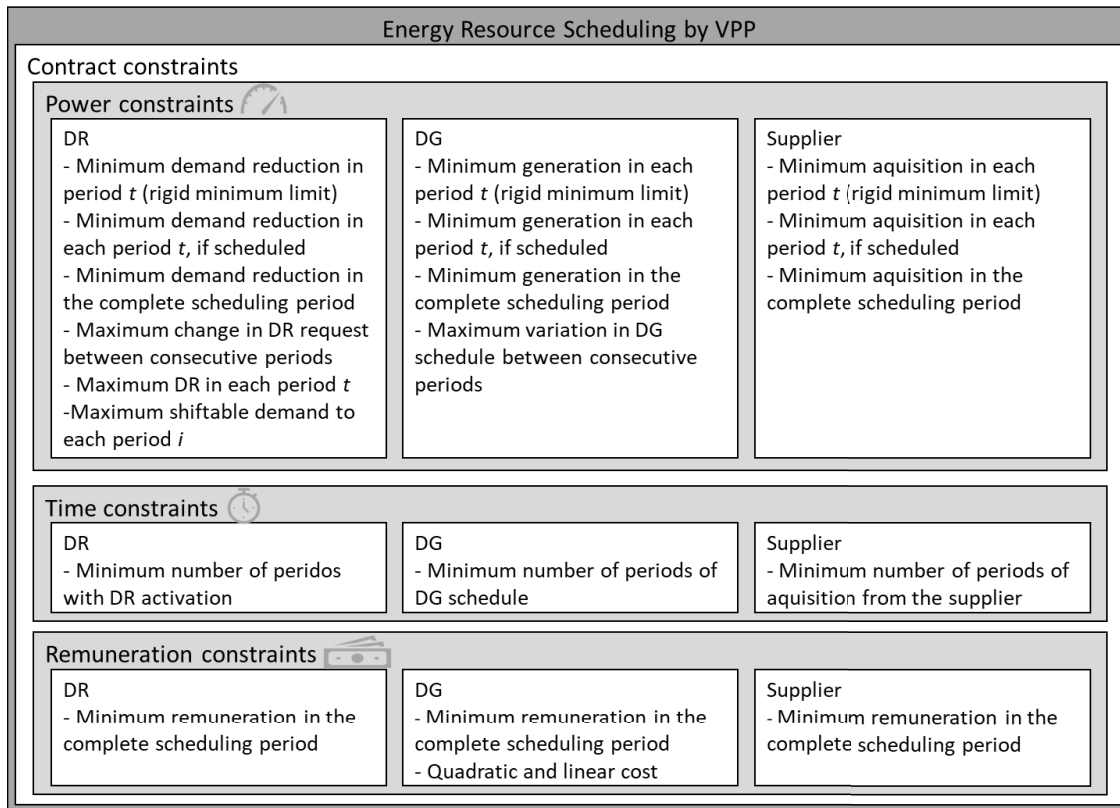 Energy Resource Scheduling by VPP
Contract constraints
Power constraints
DR
- Minimum demand reduction in
period t (rigid minimum limit)
- Minimum demand reduction in
each period t, if scheduled
- Minimum demand reduction in
the complete scheduling period
- Maximum change in DR request
between consecutive periods
- Maximum DR in each period t
-Maximum shiftable demand to
each period i
DG
- Minimum generation in each
period t (rigid minimum limit)
- Minimum generation in each
period t, if scheduled
- Minimum generation in the
complete scheduling period
- Maximum variation in DG
schedule between consecutive
periods
Supplier
- Minimum aquisition in each
period t (rigid minimum limit)
- Minimum aquisition in each
period t, if scheduled
- Minimum aquisition in the
complete scheduling period
Time constraints
DR
- Minimum number of peridos
with DR activation
DG
- Minimum number of periods of
DG schedule
Supplier
- Minimum number of periods of
aquisition from the supplier
Remuneration constraints
DR
- Minimum remuneration in the
complete scheduling period
DG
- Minimum remuneration in the
complete scheduling period
- Quadratic and linear cost
Supplier
- Minimum remuneration in the
complete scheduling period